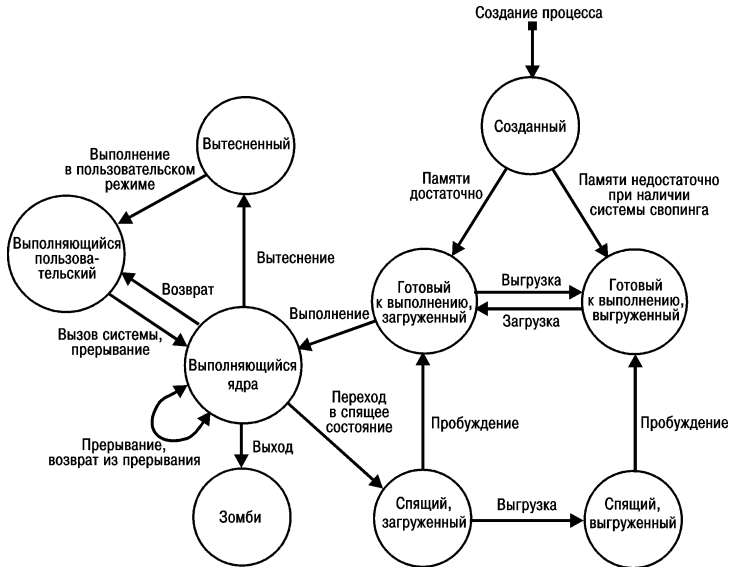 Создание процесса
Созданный
Вытесненный
Выполнение
в пользовательском
режиме
Памяти
достаточно
Памяти недостаточно
при наличии
системы свопинга
Выполняющийся
пользова-
тельский
Возврат
Вытеснение
Готовый
к выполнению,
загруженный
Выгрузка
Загрузка
Готовый
к выполнению,
выгруженный
Вызов системы,
прерывание
Выполнение
Выполняющийся
ядра
Переход
в спящее
состояние
Пробуждение
Пробуждение
Прерывание,
возврат из прерывания
Выход
Зомби
Спящий,
загруженный
Выгрузка
Спящий,
выгруженный